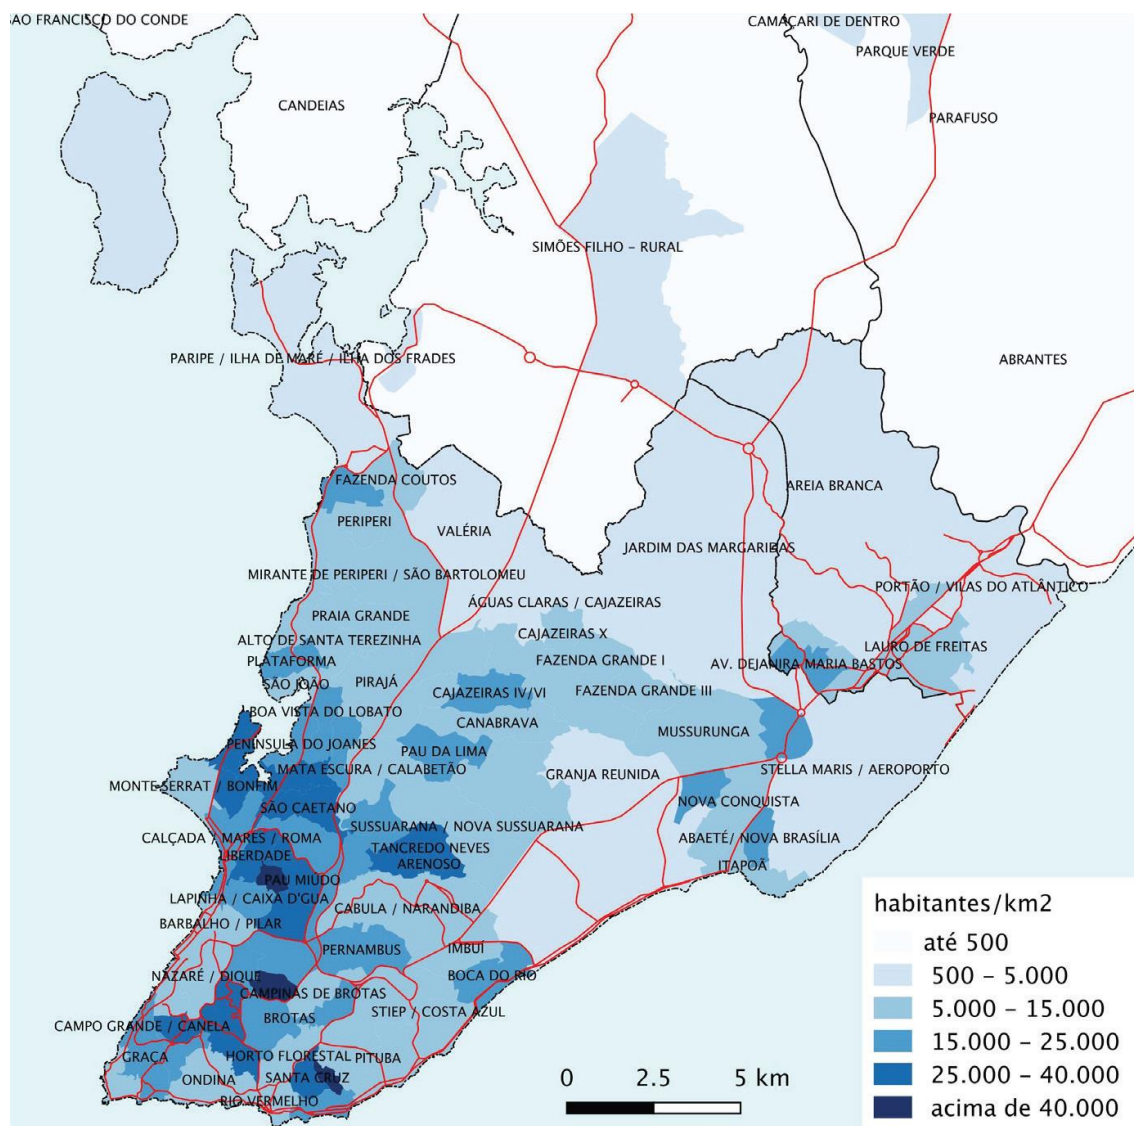 ÃO FRANCISCO DO CONDE
CAMAÇARI DE DENTRO
PARQUE VERDE
CANDEIAS
PARAFUSO
SIMÕES FILHO – RURAL
PARIPE / ILHA DE MARÉ / ILHA DOS FRADES
ABRANTES
FAZENDA COUTOS
AREIA BRANCA
PERIPERI
VALÉRIA
JARDIM DAS MARGARIDAS
MIRANTE DE PERIPERI / SÃO BARTOLOMEU
PORTÃO / VILAS DO ATLÂNTICO
ÁGUAS CLARAS / CAJAZEIRAS
PRAIA GRANDE
CAJAZEIRAS X
ALTO DE SANTA TEREZINHA
LAURO DE FREITAS
PLATAFORMA
FAZENDA GRANDE I
AV. DEJANIRA MARIA BASTOS
SÃO JOÃO
PIRAJÁ
CAJAZEIRAS IV/VI
FAZENDA GRANDE III
BOA VISTA DO LOBATO
CANABRAVA
MUSSURUNGA
PENÍNSULA DO JOANES
PAU DA LIMA
MATA ESCURA / CALABETÃO
GRANJA REUNIDA
STELLA MARIS / AEROPORTO
MONTE SERRAT / BONFIM
SÃO CAETANO
NOVA CONQUISTA
SUSSUARANA / NOVA SUSSUARANA
CALÇADA / MARES / ROMA
ABAETÉ/ NOVA BRASÍLIA
TANCREDO NEVES
LIBERDADE
ARENOSO
ITAPOÃ
PAU MIÚDO
LAPINHA / CAIXA D'GUA
CABULA / NARANDIBA
BARBALHO / PILAR
PERNAMBUS
IMBUÍ
NAZARÉ / DIQUE
BOCA DO RIO
CAMPINAS DE BROTAS
STIEP / COSTA AZUL
BROTAS
CAMPO GRANDE / CANELA
GRAÇA
HORTO FLORESTAL
PITUBA
ONDINA
SANTA CRUZ
RIO VERMELHO
0 2.5 5 km
habitantes/km2
até 500
500 – 5.000
5.000 – 15.000
15.000 – 25.000
25.000 – 40.000
acima de 40.000